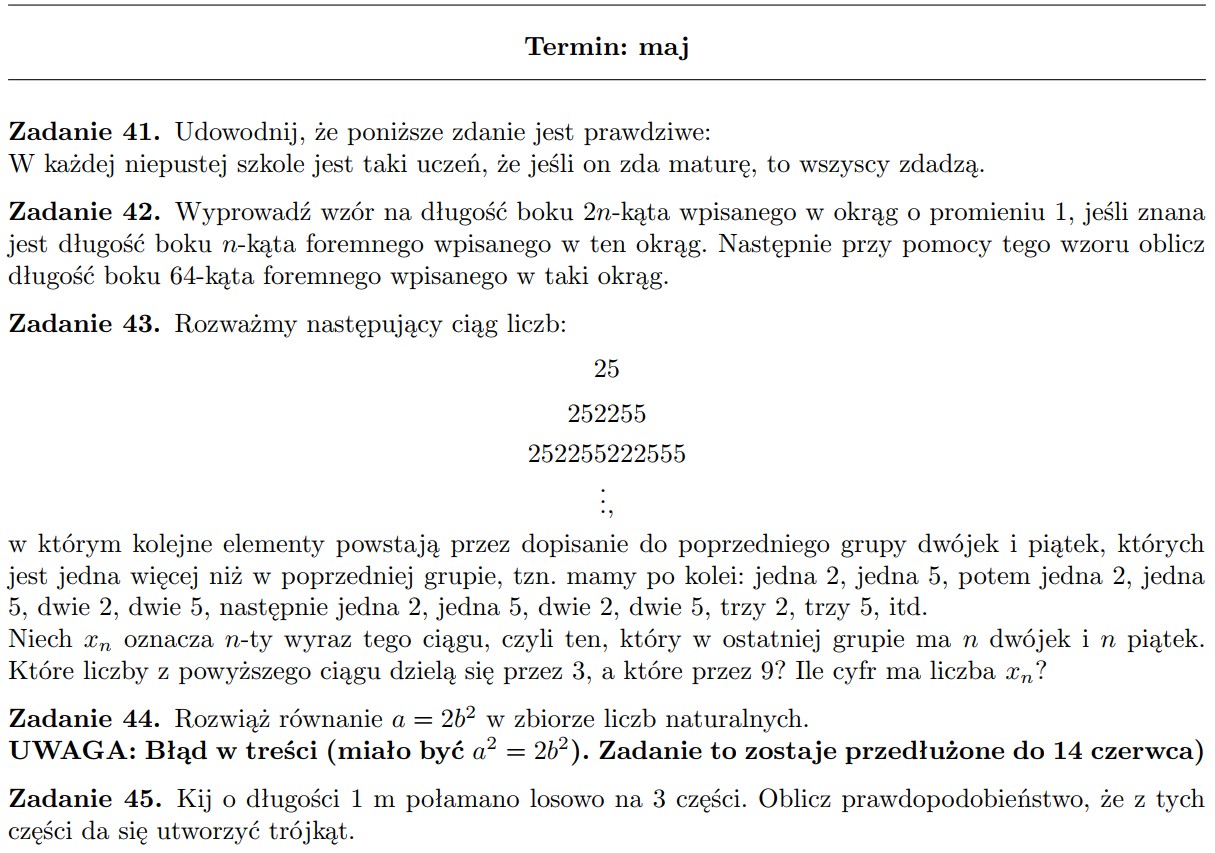 Termin: maj
Zadanie 41. Udowodnij, że poniższe zdanie jest prawdziwe:
W każdej niepustej szkole jest taki uczeń, że jeśli on zda maturę, to wszyscy zdadzą.
Zadanie 42. Wyprowadź wzór na długość boku 2n-kąta wpisanego w okrąg o promieniu 1, jeśli znana
jest długość boku n-kąta foremnego wpisanego w ten okrąg. Następnie przy pomocy tego wzoru oblicz
długość boku 64-kąta foremnego wpisanego w taki okrąg.
Zadanie 43. Rozważmy następujący ciąg liczb:
25
252255
252255222555
⋮,
w którym kolejne elementy powstają przez dopisanie do poprzedniego grupy dwójek i piątek, których
jest jedna więcej niż w poprzedniej grupie, tzn. mamy po kolei: jedna 2, jedna 5, potem jedna 2, jedna
5, dwie 2, dwie 5, następnie jedna 2, jedna 5, dwie 2, dwie 5, trzy 2, trzy 5, itd.
Niech xₙ oznacza n-ty wyraz tego ciągu, czyli ten, który w ostatniej grupie ma n dwójek i n piątek.
Które liczby z powyższego ciągu dzielą się przez 3, a które przez 9? Ile cyfr ma liczba xₙ?
Zadanie 44. Rozwiąż równanie a = 2b² w zbiorze liczb naturalnych.
UWAGA: Błąd w treści (miało być a² = 2b²). Zadanie to zostaje przedłużone do 14 czerwca)
Zadanie 45. Kij o długości 1 m połamano losowo na 3 części. Oblicz prawdopodobieństwo, że z tych
części da się utworzyć trójkąt.